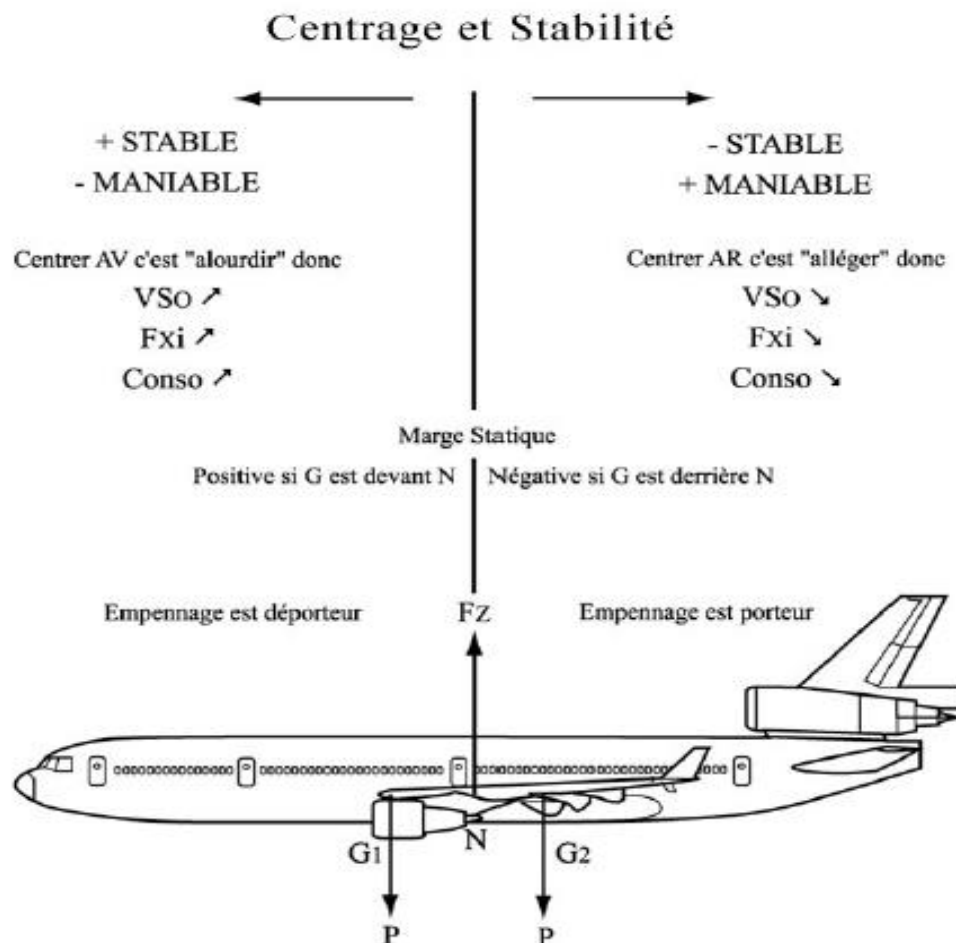 Centrage et Stabilité
+ STABLE
- MANIABLE
- STABLE
+ MANIABLE
Centrer AV c'est "alourdir" donc
VSO ↗
Fxi ↗
Conso ↗
Centrer AR c'est "alléger" donc
VSO ↘
Fxi ↘
Conso ↘
Marge Statique
Positive si G est devant N
Négative si G est derrière N
Empennage est déporteur
FZ
Empennage est porteur
G1
N
G2
P
P